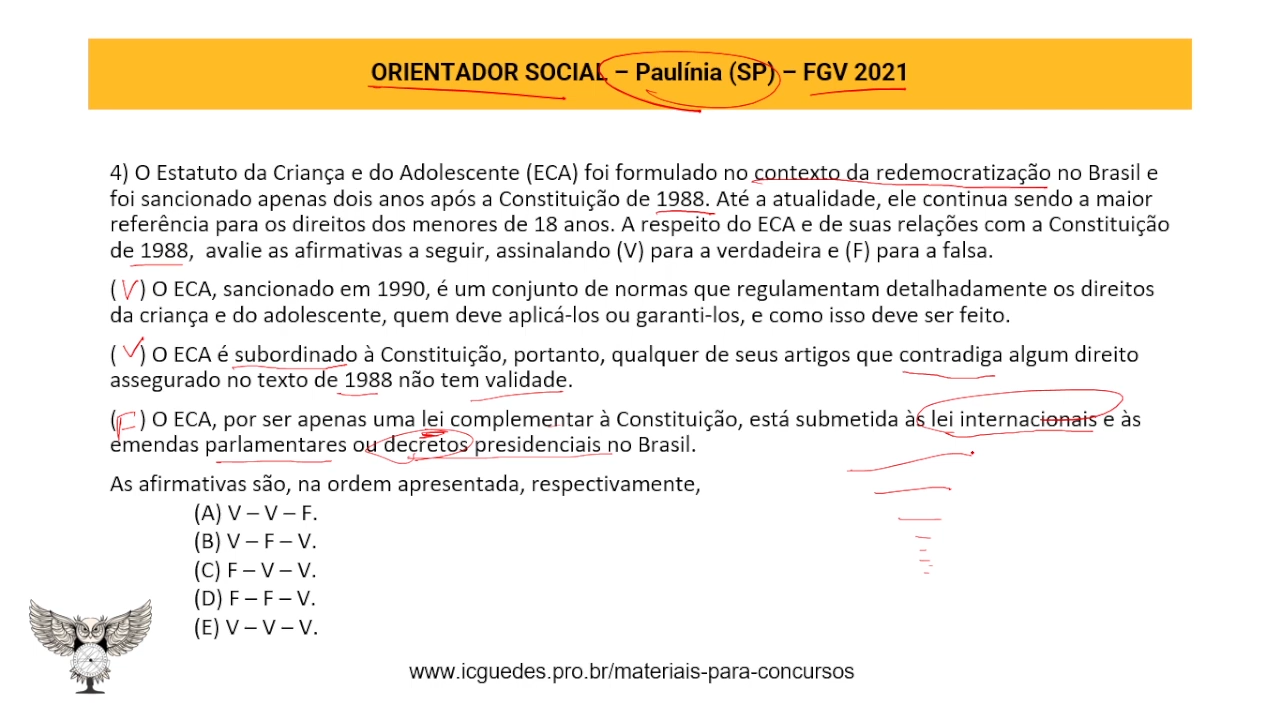 ORIENTADOR SOCIAL – Paulínia (SP) – FGV 2021
4) O Estatuto da Criança e do Adolescente (ECA) foi formulado no contexto da redemocratização no Brasil e
foi sancionado apenas dois anos após a Constituição de 1988. Até a atualidade, ele continua sendo a maior
referência para os direitos dos menores de 18 anos. A respeito do ECA e de suas relações com a Constituição
de 1988, avalie as afirmativas a seguir, assinalando (V) para a verdadeira e (F) para a falsa.
( V ) O ECA, sancionado em 1990, é um conjunto de normas que regulamentam detalhadamente os direitos
da criança e do adolescente, quem deve aplicá-los ou garanti-los, e como isso deve ser feito.
( V ) O ECA é subordinado à Constituição, portanto, qualquer de seus artigos que contradiga algum direito
assegurado no texto de 1988 não tem validade.
( F ) O ECA, por ser apenas uma lei complementar à Constituição, está submetida às lei internacionais e às
emendas parlamentares ou decretos presidenciais no Brasil.
As afirmativas são, na ordem apresentada, respectivamente,
(A) V – V – F.
(B) V – F – V.
(C) F – V – V.
(D) F – F – V.
(E) V – V – V.
www.icguedes.pro.br/materiais-para-concursos